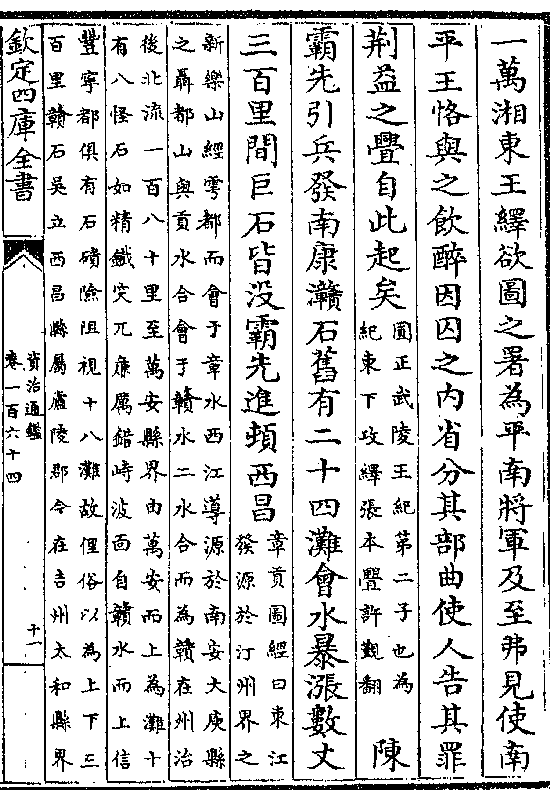 一萬湘東王繹欲圖之署為平南將軍及至弗見使南
平王恪與之飲醉因囚之内省分其部曲使人告其罪
荆益之舋自此起矣
圓正武陵王紀第二子也為
紀東下攻繹張本舋許覲翻
陳
霸先引兵發南康灨石舊有二十四灘會水暴漲數丈
三百里間巨石皆没霸先進頓西昌
章貢圖經曰東江
發源於汀州界之
新樂山經雩都而會于章水西江導源於南安大庾縣
之聶都山與貢水合會于贑水二水合而為贑在州治
後北流一百八十里至萬安縣界由萬安而上為灘十
有八怪石如精鐵突兀廉厲錯峙波面自贑水而上信
豐寧都俱有石磧險阻視十八灘故俚俗以為上下三
百里贑石吳立西昌縣屬廬陵郡今在吉州太和縣界
欽定四庫全書
資治通鑑
卷一百六十四
十一